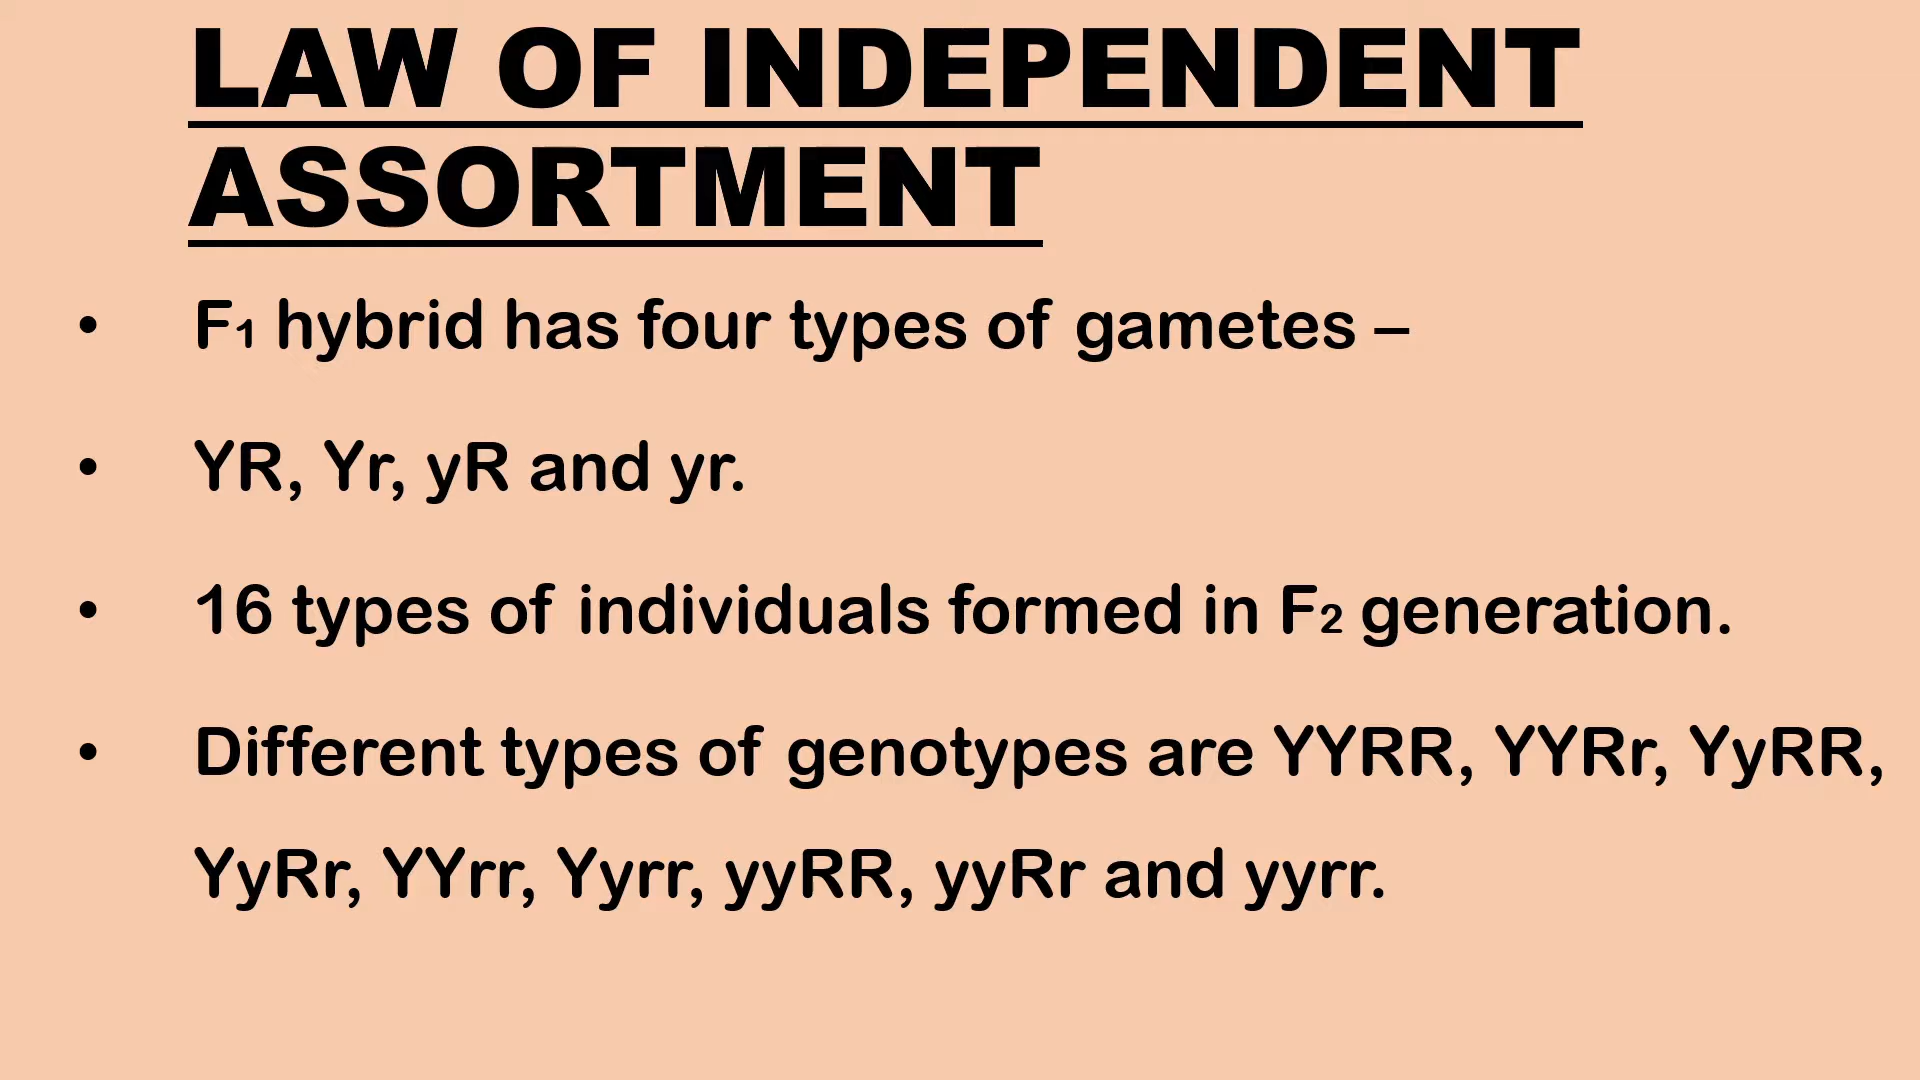 LAW OF INDEPENDENT
ASSORTMENT
• F₁ hybrid has four types of gametes –
• YR, Yr, yR and yr.
• 16 types of individuals formed in F₂ generation.
• Different types of genotypes are YYRR, YYRr, YyRR,
YyRr, YYrr, Yyrr, yyRR, yyRr and yyrr.